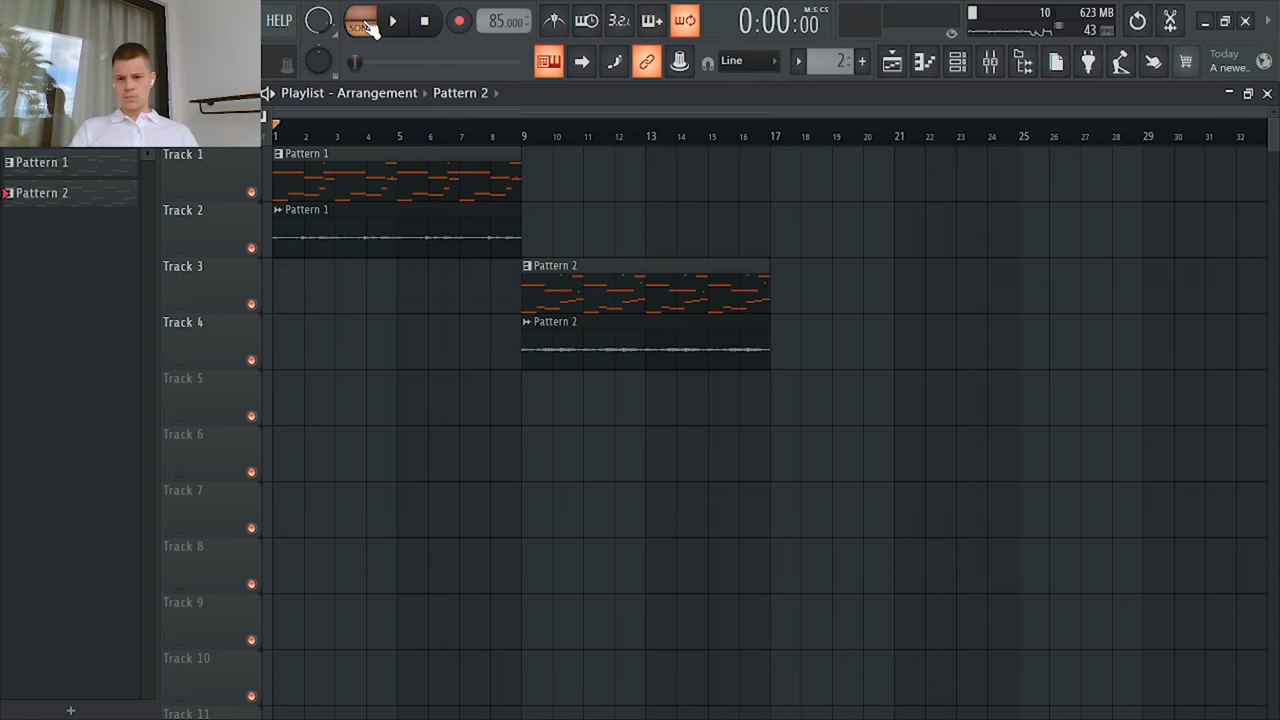 HELP
SONG
85.000
3.2.
0:00:00
M:S:CS
10
623 MB
43
Line
2
Today
A newe..
Playlist - Arrangement
Pattern 2
1 2 3 4 5 6 7 8 9 10 11 12 13 14 15 16 17 18 19 20 21 22 23 24 25 26 27 28 29 30 31 32
Pattern 1
Pattern 2
Track 1
Pattern 1
Track 2
Pattern 1
Track 3
Pattern 2
Track 4
Pattern 2
Track 5
Track 6
Track 7
Track 8
Track 9
Track 10
Track 11